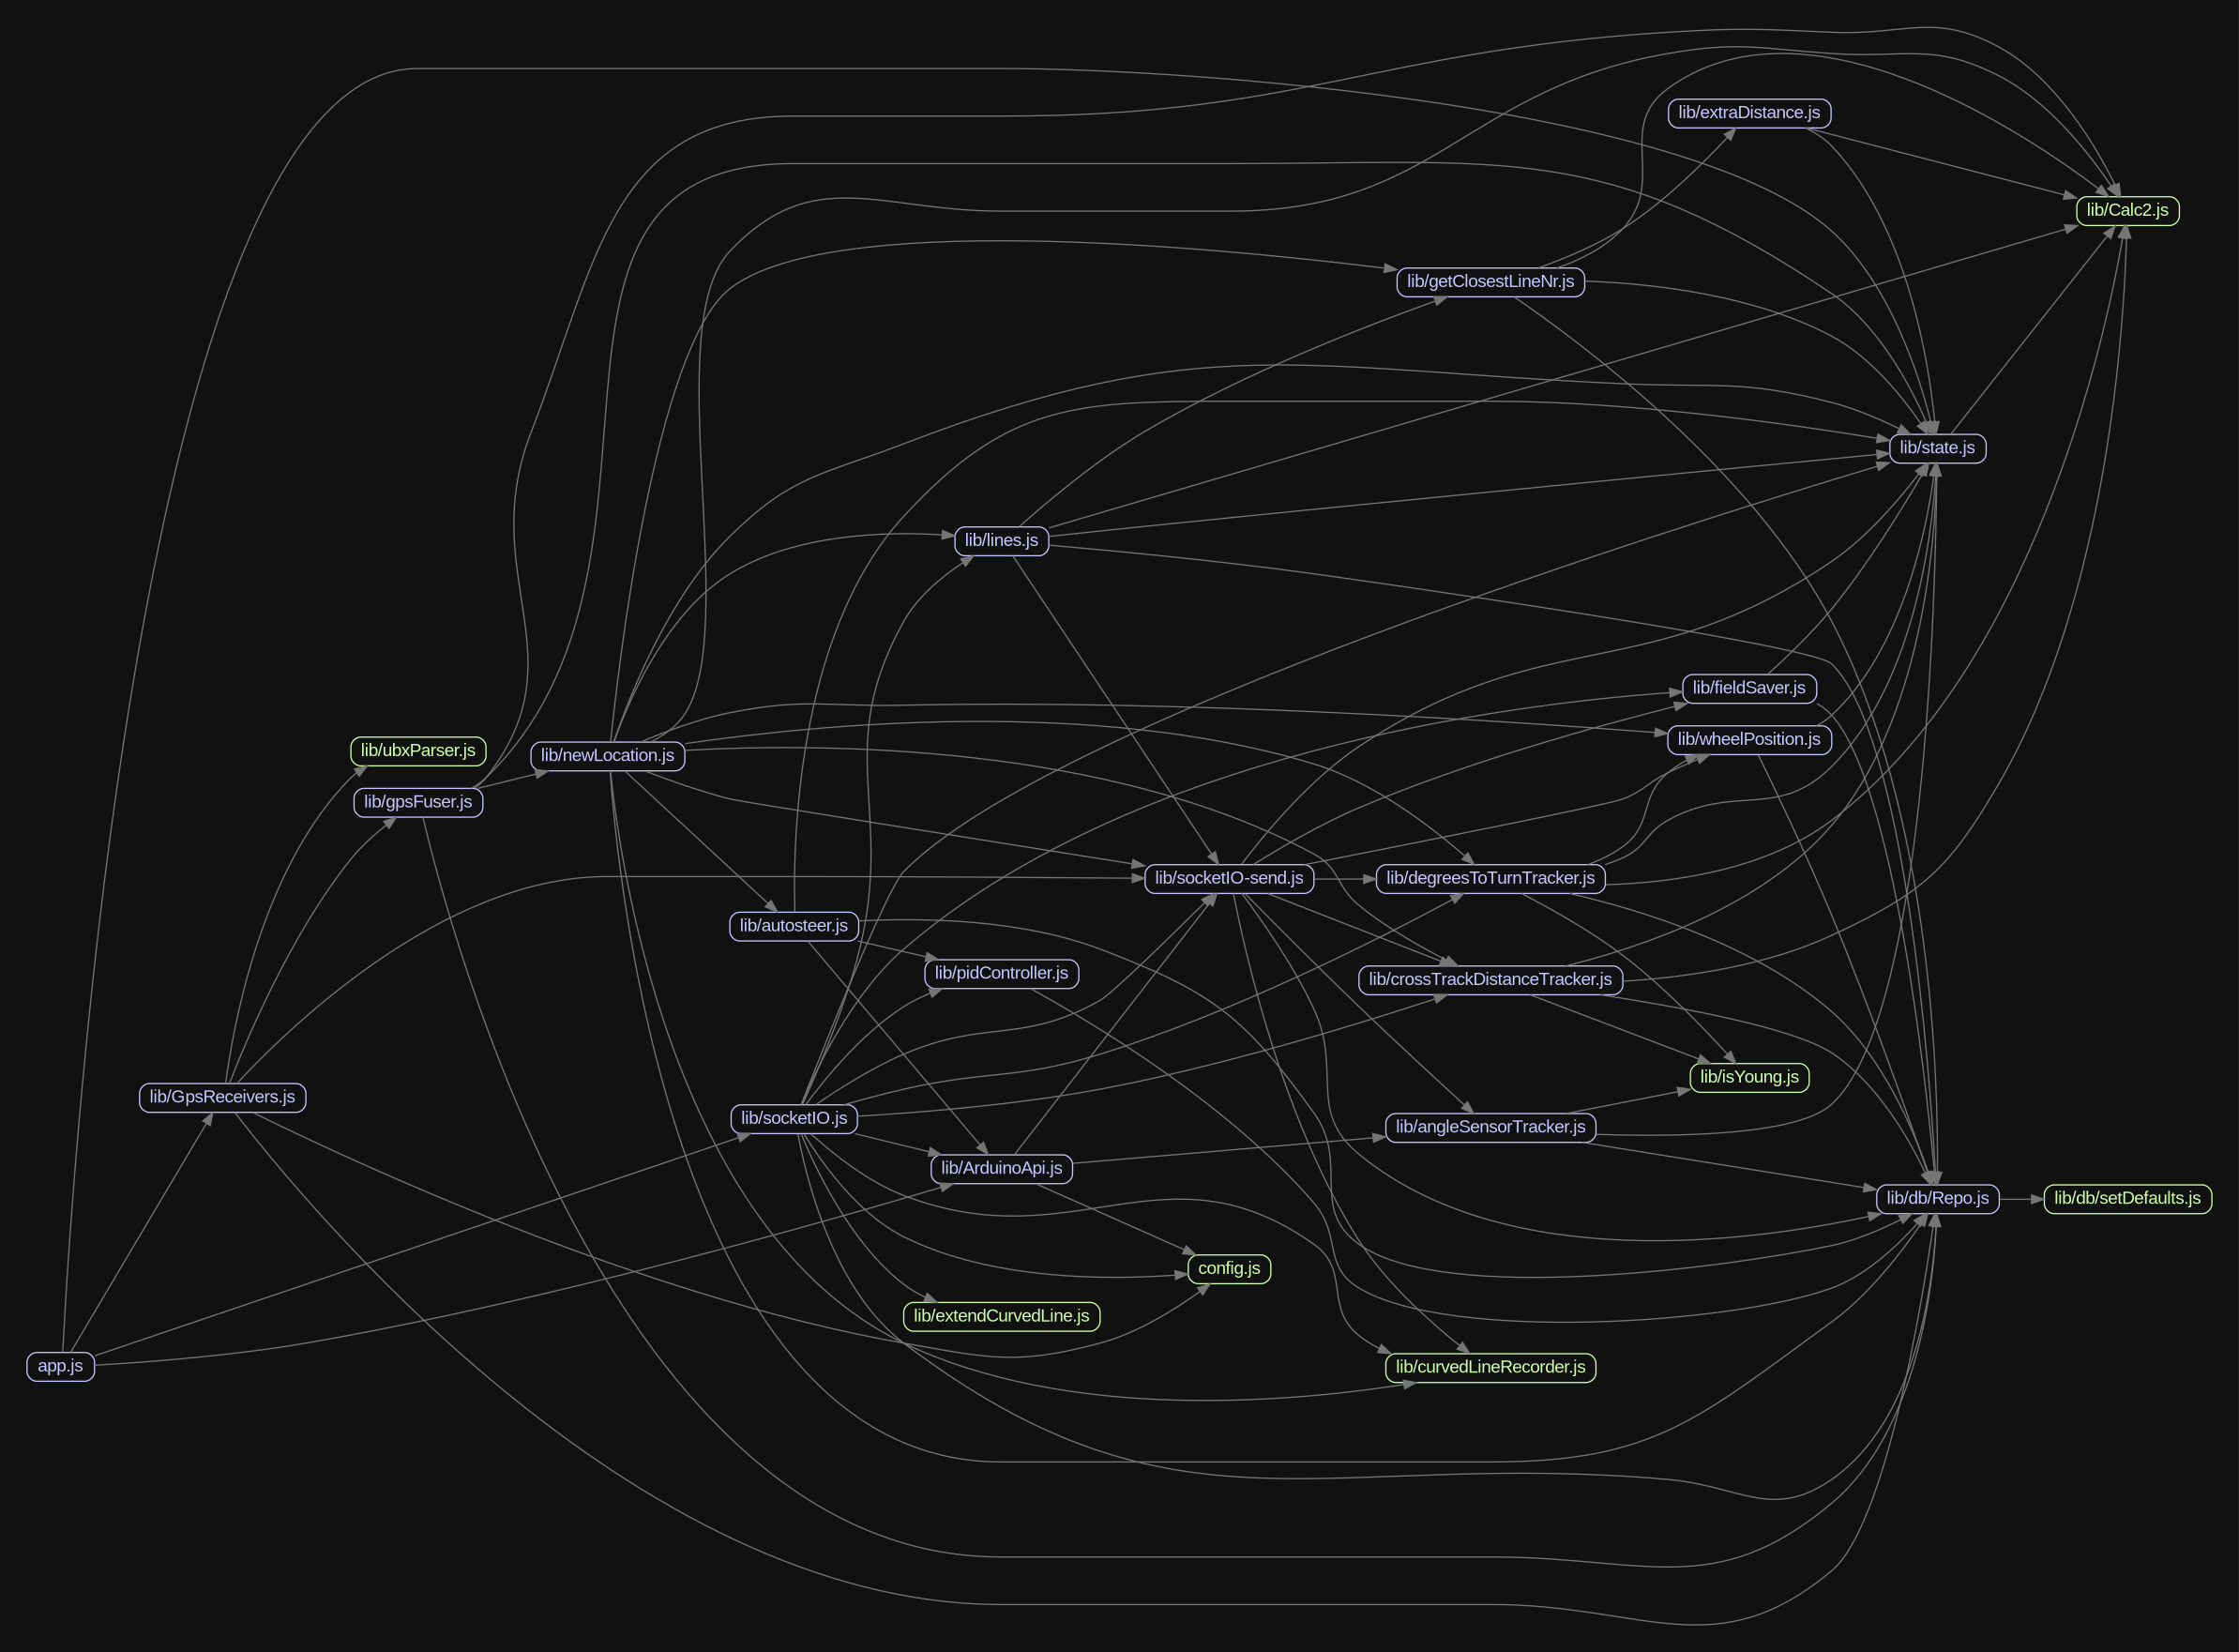 lib/extraDistance.js
lib/Calc2.js
lib/getClosestLineNr.js
lib/state.js
lib/lines.js
lib/fieldSaver.js
lib/wheelPosition.js
lib/ubxParser.js
lib/newLocation.js
lib/gpsFuser.js
lib/socketIO-send.js
lib/degreesToTurnTracker.js
lib/autosteer.js
lib/pidController.js
lib/crossTrackDistanceTracker.js
lib/isYoung.js
lib/GpsReceivers.js
lib/socketIO.js
lib/angleSensorTracker.js
lib/ArduinoApi.js
lib/db/Repo.js
lib/db/setDefaults.js
config.js
lib/extendCurvedLine.js
app.js
lib/curvedLineRecorder.js